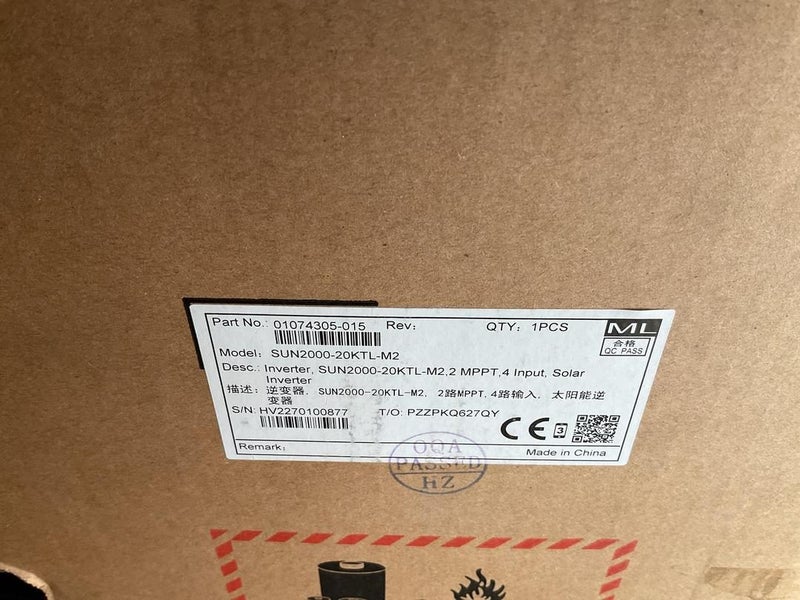 Part No.: 01074305-015 Rev: QTY: 1PCS ML
合格
QC PASS
Model: SUN2000-20KTL-M2
Desc.: Inverter, SUN2000-20KTL-M2,2 MPPT,4 Input, Solar
Inverter
描述: 逆变器, SUN2000-20KTL-M2, 2路MPPT, 4路输入, 太阳能逆
变器
S/N: HV2270100877 T/O: PZZPKQ627QY
CE 3
Remark: Made in China
OQA
PASSED
HZ